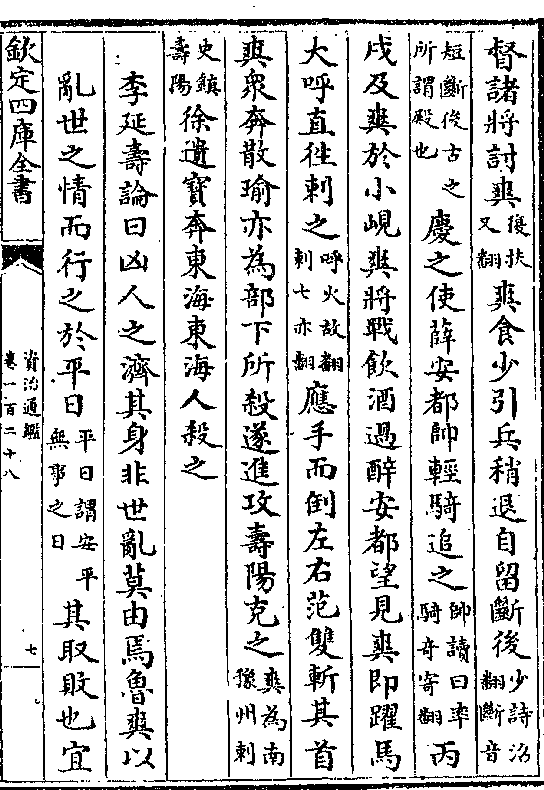 督諸將討爽復扶又翻爽食少引兵稍退自留斷後少詩沼翻斷音
短斷後古之所謂殿也慶之使薛安都帥輕騎追之帥讀曰率騎奇寄翻丙
戌及爽於小峴爽將戰飲酒過醉安都望見爽即躍馬
大呼直往刺之呼火故翻刺七亦翻應手而倒左右范雙斬其首
爽衆奔散瑜亦為部下所殺遂進攻壽陽克之爽為南豫州刺
史鎮壽陽徐遺寶奔東海東海人殺之
李延壽論曰凶人之濟其身非世亂莫由焉魯爽以
亂世之情而行之於平日平日謂安平無事之日其取敗也宜
欽定四庫全書
資治通鑑
卷一百二十八
七